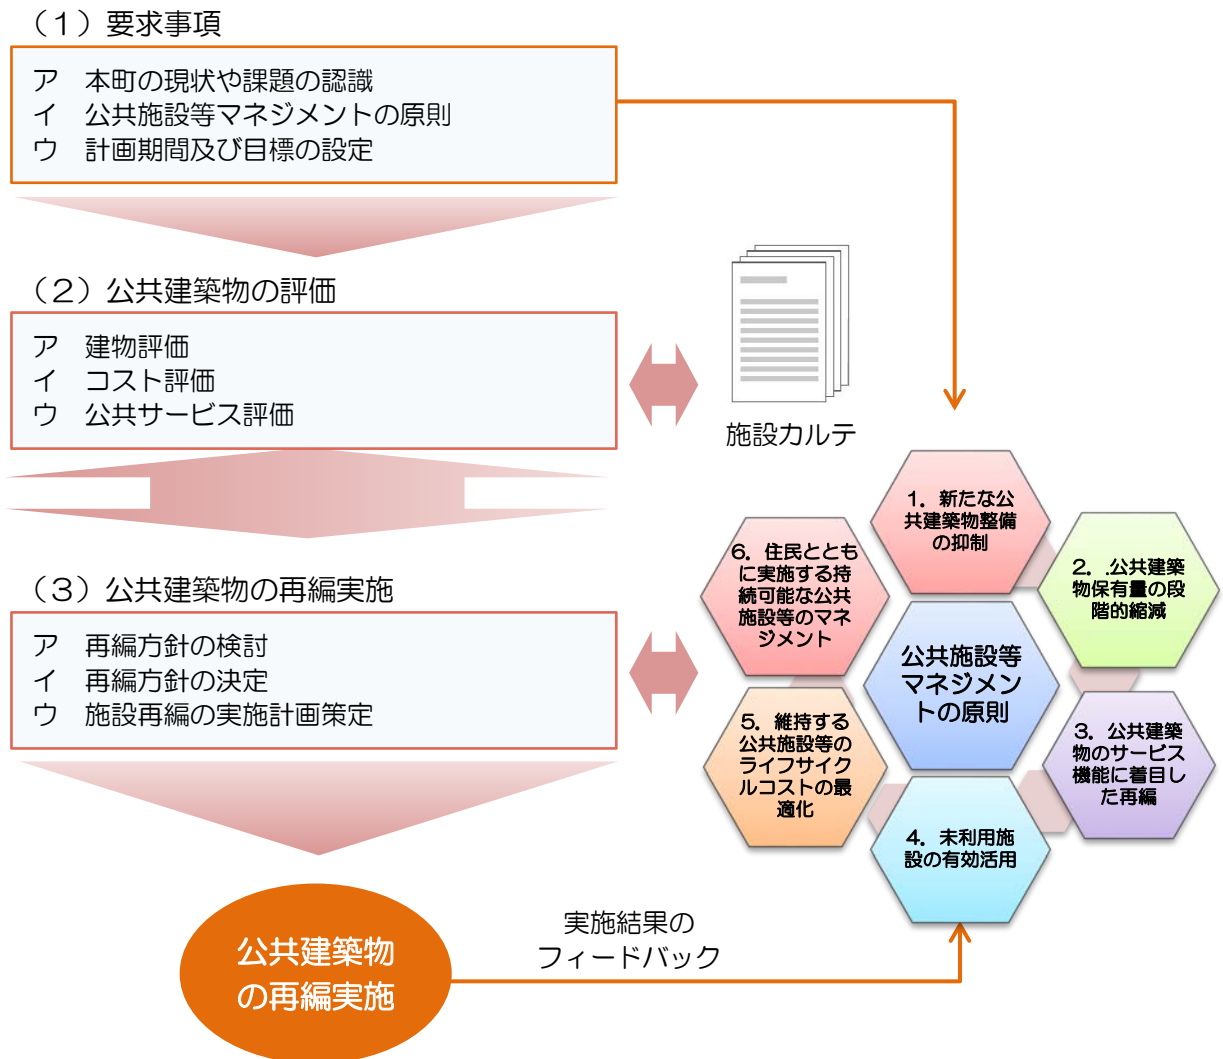 （１）要求事項
ア　本町の現状や課題の認識
イ　公共施設等マネジメントの原則
ウ　計画期間及び目標の設定
（２）公共建築物の評価
ア　建物評価
イ　コスト評価
ウ　公共サービス評価
施設カルテ
（３）公共建築物の再編実施
ア　再編方針の検討
イ　再編方針の決定
ウ　施設再編の実施計画策定
1．新たな公
共建築物整備
の抑制
2．.公共建築
物保有量の段
階的縮減
3．公共建築
物のサービス
機能に着目し
た再編
4．未利用施
設の有効活用
5．維持する
公共施設等の
ライフサイク
ルコストの最
適化
6．住民ととも
に実施する持
続可能な公共
施設等のマネ
ジメント
公共施設等
マネジメン
トの原則
公共建築物
の再編実施
実施結果の
フィードバック